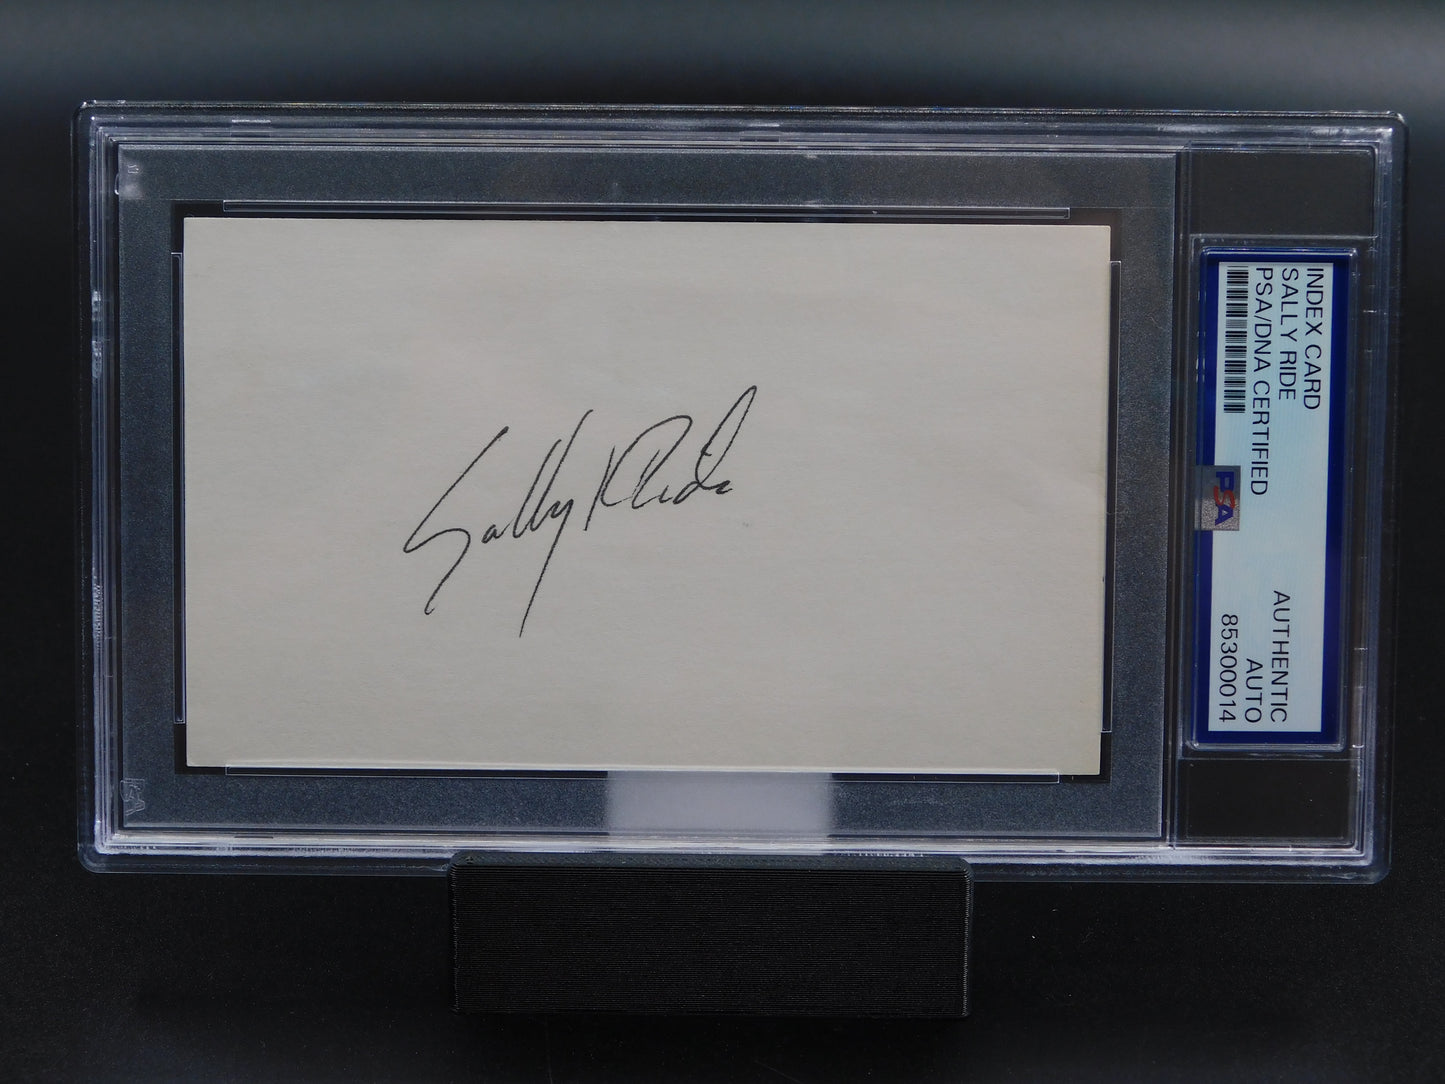 Sally K Ride
INDEX CARD
SALLY RIDE
PSA/DNA CERTIFIED
PSA
AUTHENTIC
AUTO
85300014